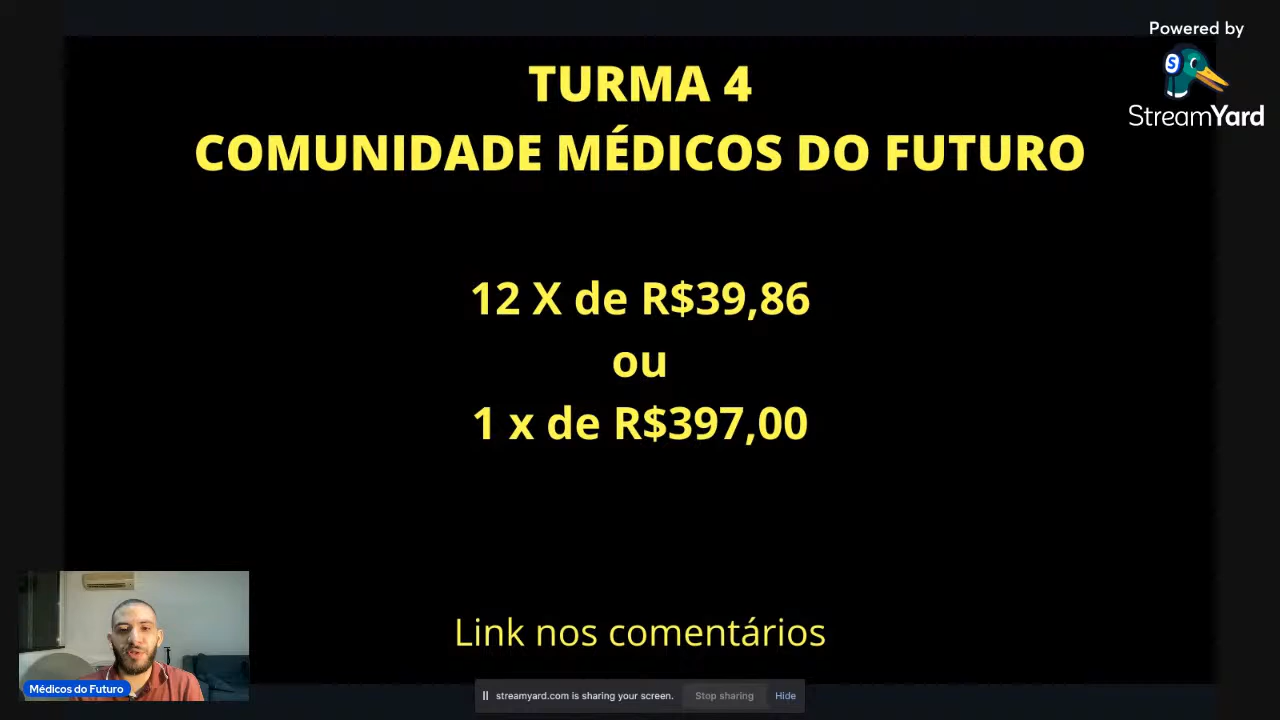 Powered by
StreamYard
TURMA 4
COMUNIDADE MÉDICOS DO FUTURO
12 X de R$39,86
ou
1 x de R$397,00
Link nos comentários
Médicos do Futuro
streamyard.com is sharing your screen. Stop sharing Hide